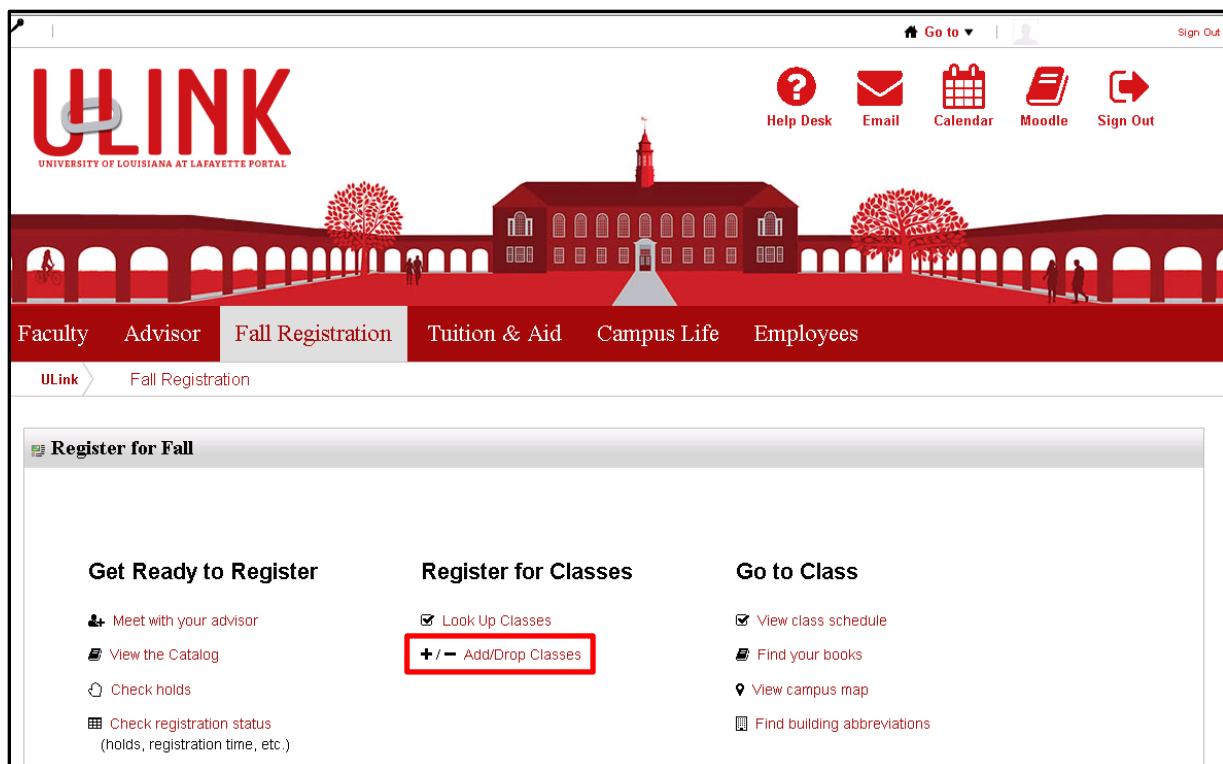 Go to
Sign Out
ULINK
UNIVERSITY OF LOUISIANA AT LAFAYETTE PORTAL
Help Desk
Email
Calendar
Moodle
Sign Out
Faculty
Advisor
Fall Registration
Tuition & Aid
Campus Life
Employees
ULink
Fall Registration
Register for Fall
Get Ready to Register
Meet with your advisor
View the Catalog
Check holds
Check registration status
(holds, registration time, etc.)
Register for Classes
Look Up Classes
+ / − Add/Drop Classes
Go to Class
View class schedule
Find your books
View campus map
Find building abbreviations